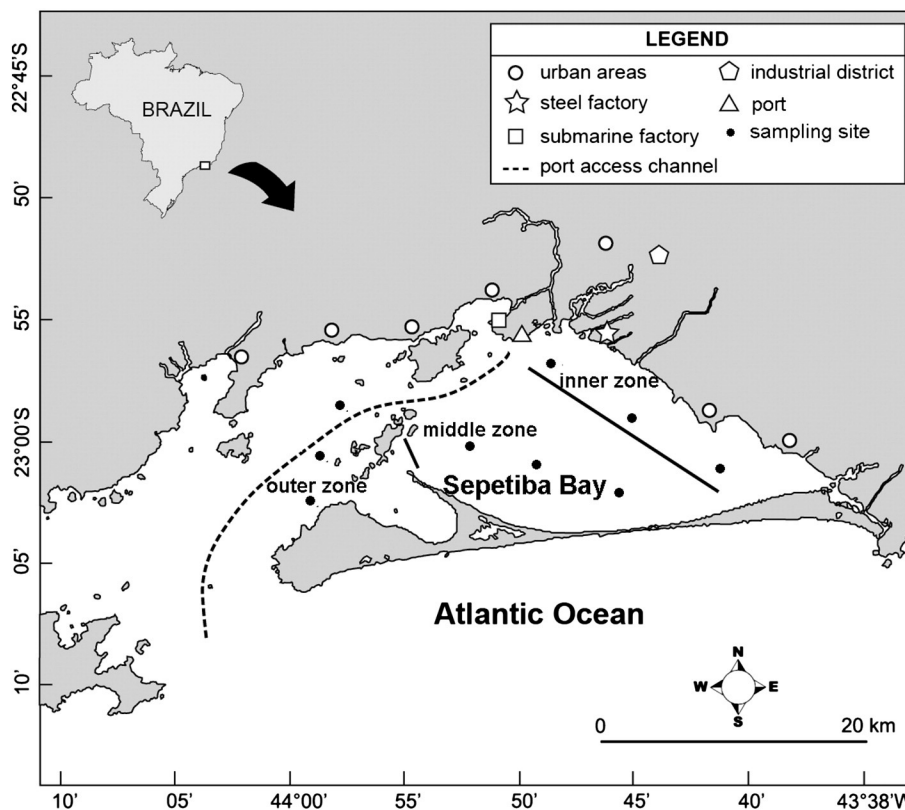 LEGEND
urban areas
industrial district
steel factory
port
submarine factory
sampling site
port access channel
BRAZIL
22°45'S
50'
55'
23°00'S
05'
10'
inner zone
middle zone
outer zone
Sepetiba Bay
Atlantic Ocean
N
W E
S
0 20 km
10' 05' 44°00' 55' 50' 45' 43°38'W